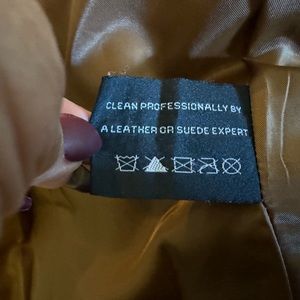 CLEAN PROFESSIONALLY BY
A LEATHER OR SUEDE EXPERT